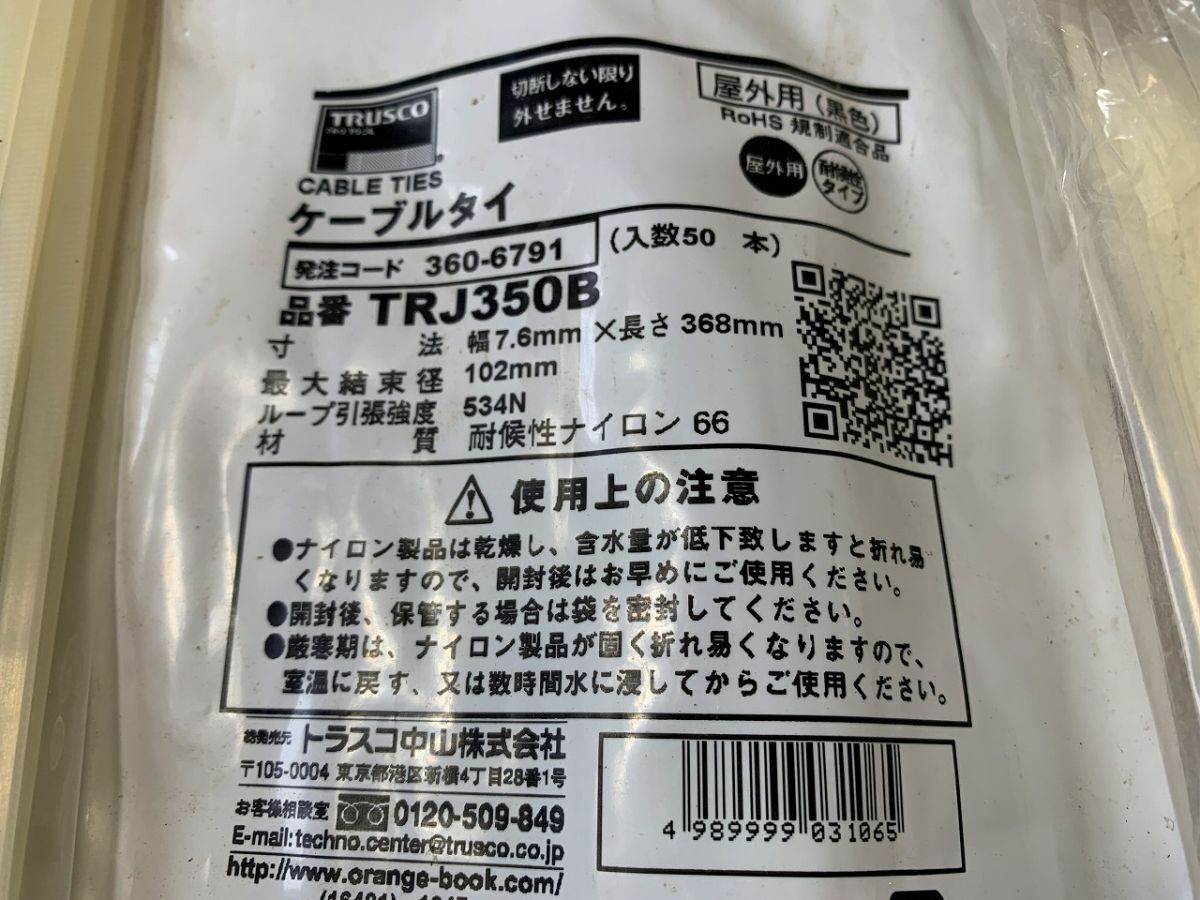 切断しない限り
外せません。
屋外用(黒色)
RoHS 規制適合品
屋外用
耐候性
タイプ
TRUSCO
CABLE TIES
ケーブルタイ
発注コード 360-6791
(入数50 本)
品番 TRJ350B
寸法 幅7.6mm×長さ368mm
最大結束径 102mm
ループ引張強度 534N
材質 耐候性ナイロン 66
使用上の注意
●ナイロン製品は乾燥し、含水量が低下致しますと折れ易
くなりますので、開封後はお早めにご使用ください。
●開封後、保管する場合は袋を密封してください。
●厳寒期は、ナイロン製品が固く折れ易くなりますので、
室温に戻す、又は数時間水に浸してからご使用ください。
トラスコ中山株式会社
〒105-0004 東京都港区新橋4丁目28番1号
お客様相談室 0120-509-849
E-mail:techno.center@trusco.co.jp
http://www.orange-book.com/
4 989999 031065